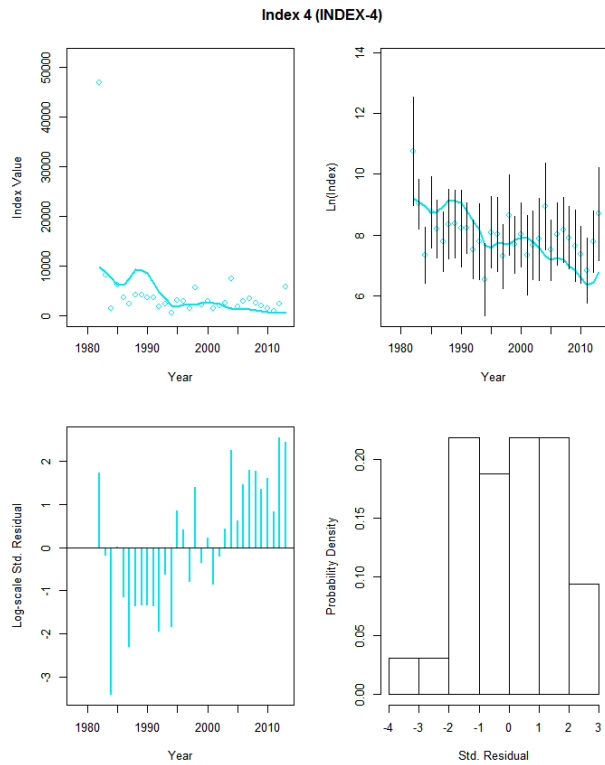 Index 4 (INDEX-4)
Index Value
50000
40000
30000
20000
10000
0
1980 1990 2000 2010
Year
Ln(Index)
14
12
10
8
6
1980 1990 2000 2010
Year
Log-scale Std. Residual
2
1
0
-1
-2
-3
1980 1990 2000 2010
Year
Probability Density
0.20
0.15
0.10
0.05
0.00
-4 -3 -2 -1 0 1 2 3
Std. Residual